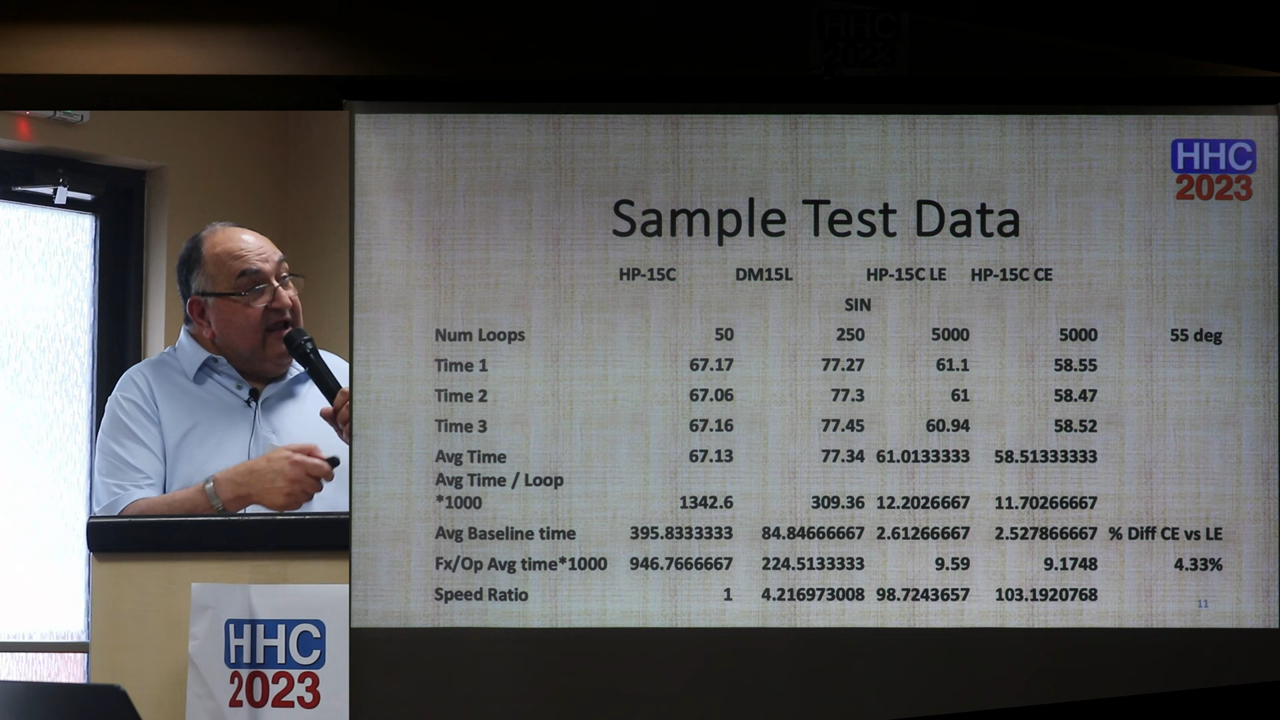 HHC
2023
HHC
2023
Sample Test Data
HP-15C DM15L HP-15C LE HP-15C CE
SIN
Num Loops 50 250 5000 5000 55 deg
Time 1 67.17 77.27 61.1 58.55
Time 2 67.06 77.3 61 58.47
Time 3 67.16 77.45 60.94 58.52
Avg Time 67.13 77.34 61.0133333 58.51333333
Avg Time / Loop
*1000 1342.6 309.36 12.2026667 11.70266667
Avg Baseline time 395.8333333 84.84666667 2.61266667 2.527866667 % Diff CE vs LE
Fx/Op Avg time*1000 946.7666667 224.5133333 9.59 9.1748 4.33%
Speed Ratio 1 4.216973008 98.7243657 103.1920768
11
HHC
2023